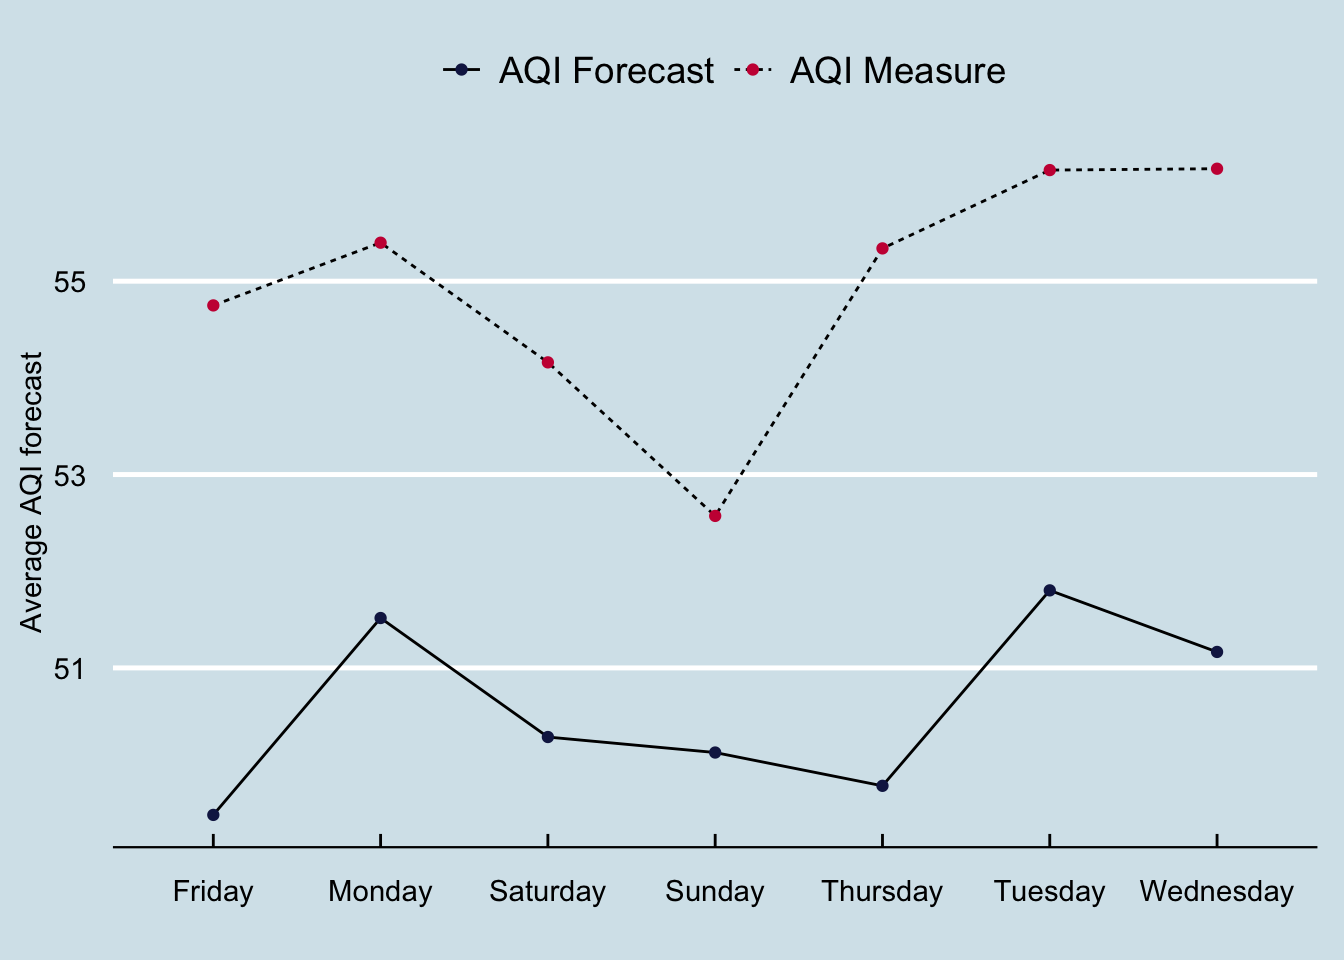 AQI Forecast AQI Measure
Average AQI forecast
55
53
51
Friday Monday Saturday Sunday Thursday Tuesday Wednesday